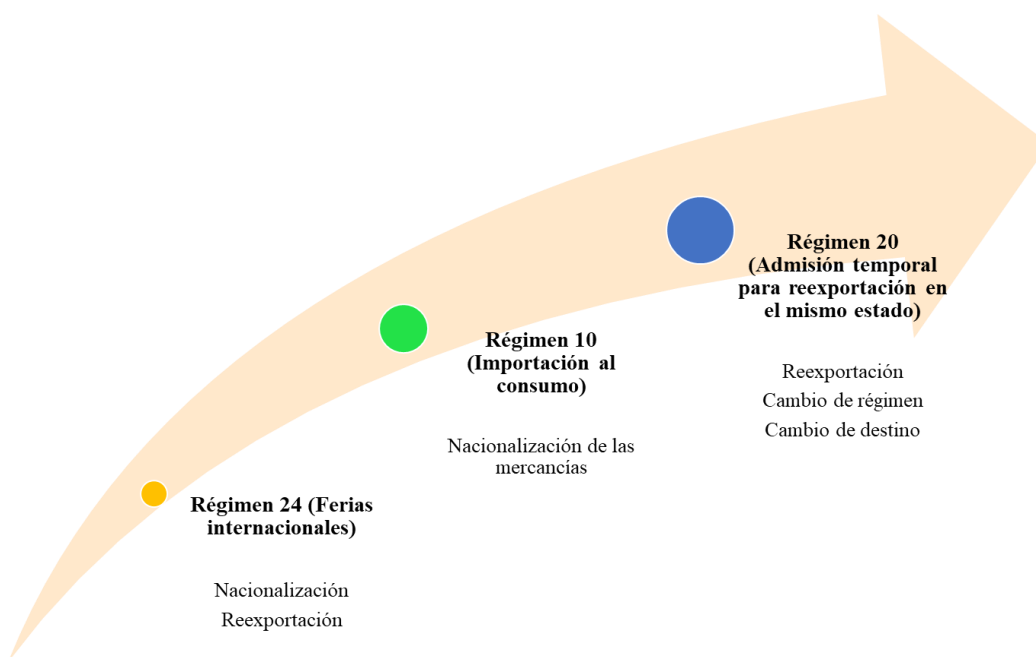 Régimen 24 (Ferias
internacionales)
Nacionalización
Reexportación
Régimen 10
(Importación al
consumo)
Nacionalización de las
mercancías
Régimen 20
(Admisión temporal
para reexportación en
el mismo estado)
Reexportación
Cambio de régimen
Cambio de destino